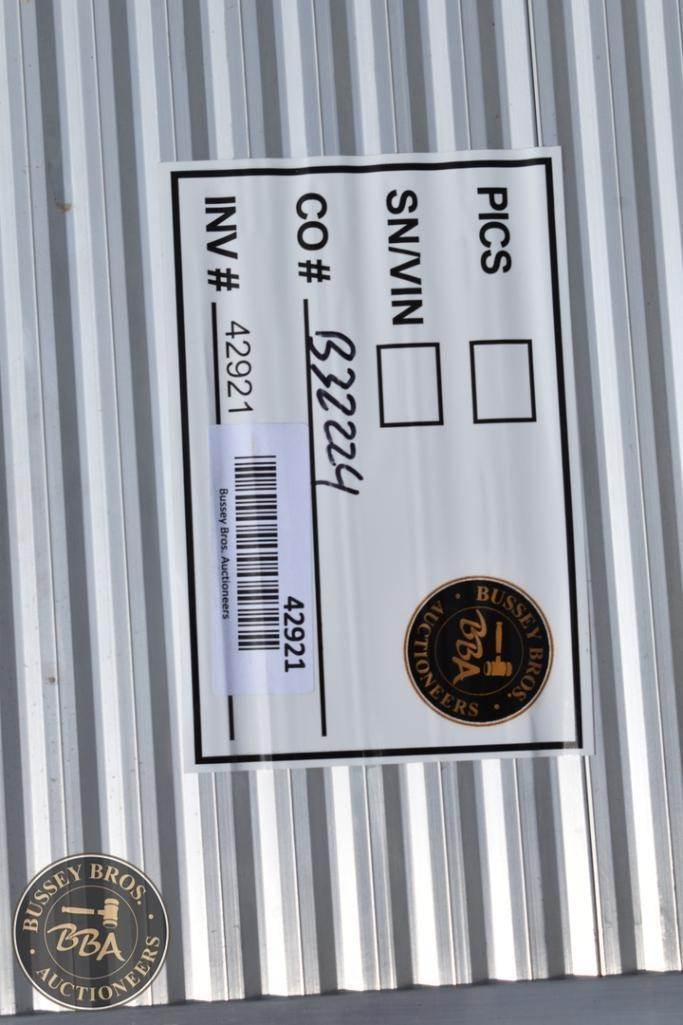 PICS
SN/VIN
CO # B32224
INV # 42921
42921
Bussey Bros. Auctioneers
BUSSEY BROS.
BBA
AUCTIONEERS
BUSSEY BROS.
BBA
AUCTIONEERS